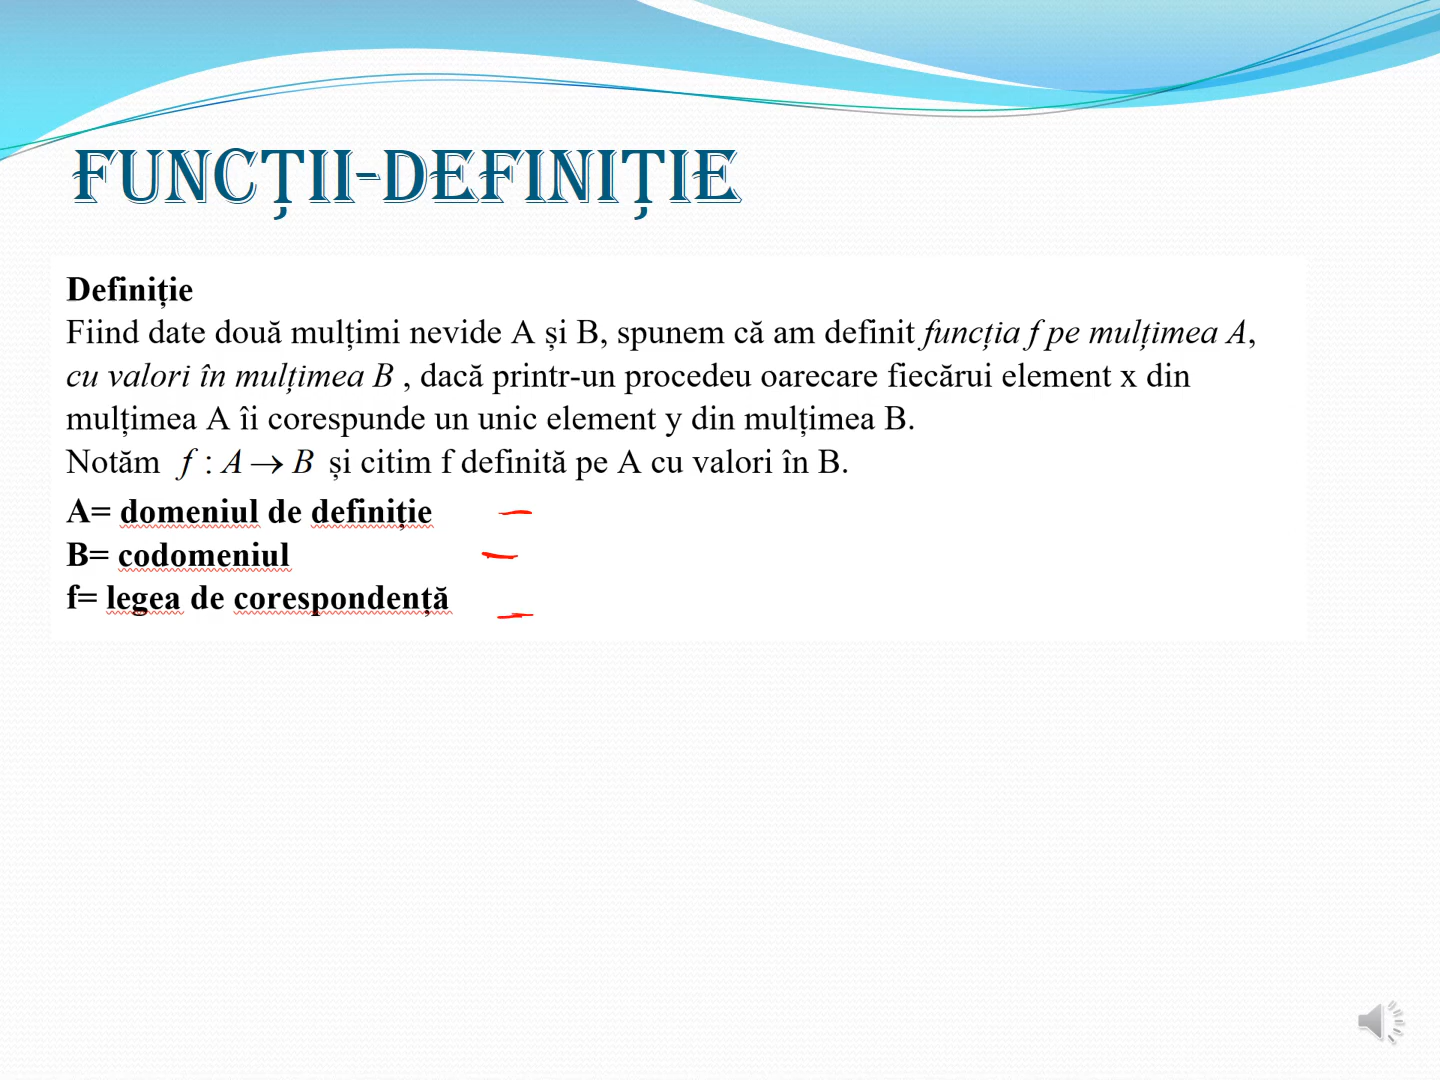 FUNCȚII-DEFINIȚIE
Definiție
Fiind date două mulțimi nevide A și B, spunem că am definit funcția f pe mulțimea A,
cu valori în mulțimea B , dacă printr-un procedeu oarecare fiecărui element x din
mulțimea A îi corespunde un unic element y din mulțimea B.
Notăm f : A → B și citim f definită pe A cu valori în B.
A= domeniul de definiție
B= codomeniul
f= legea de corespondență